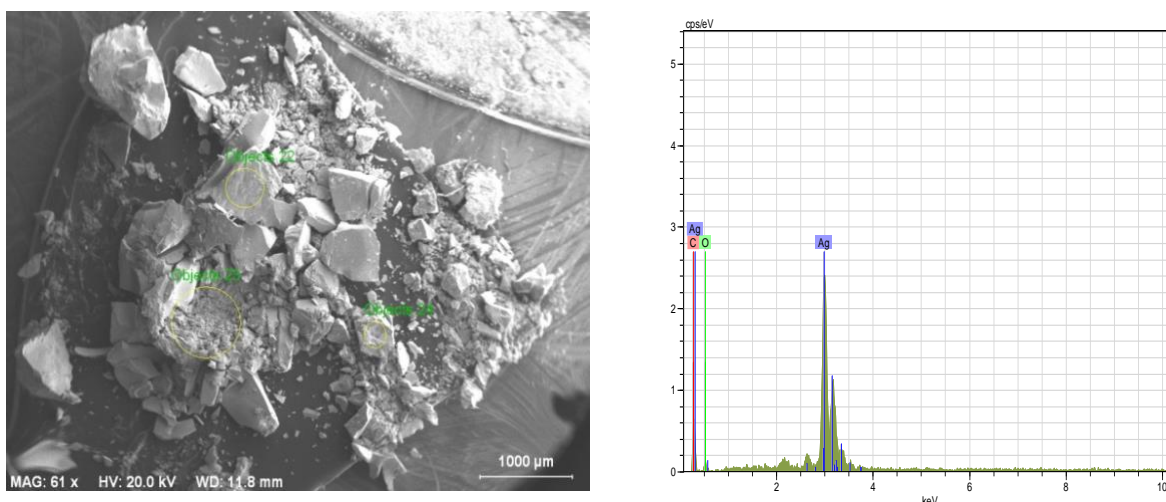 Objects 22
Objects 23
Objects 24
MAG: 61 x HV: 20.0 kV WD: 11.8 mm
1000 µm
cps/eV
5
4
3
2
1
0
Ag
C O
Ag
2 4 6 8 10
keV